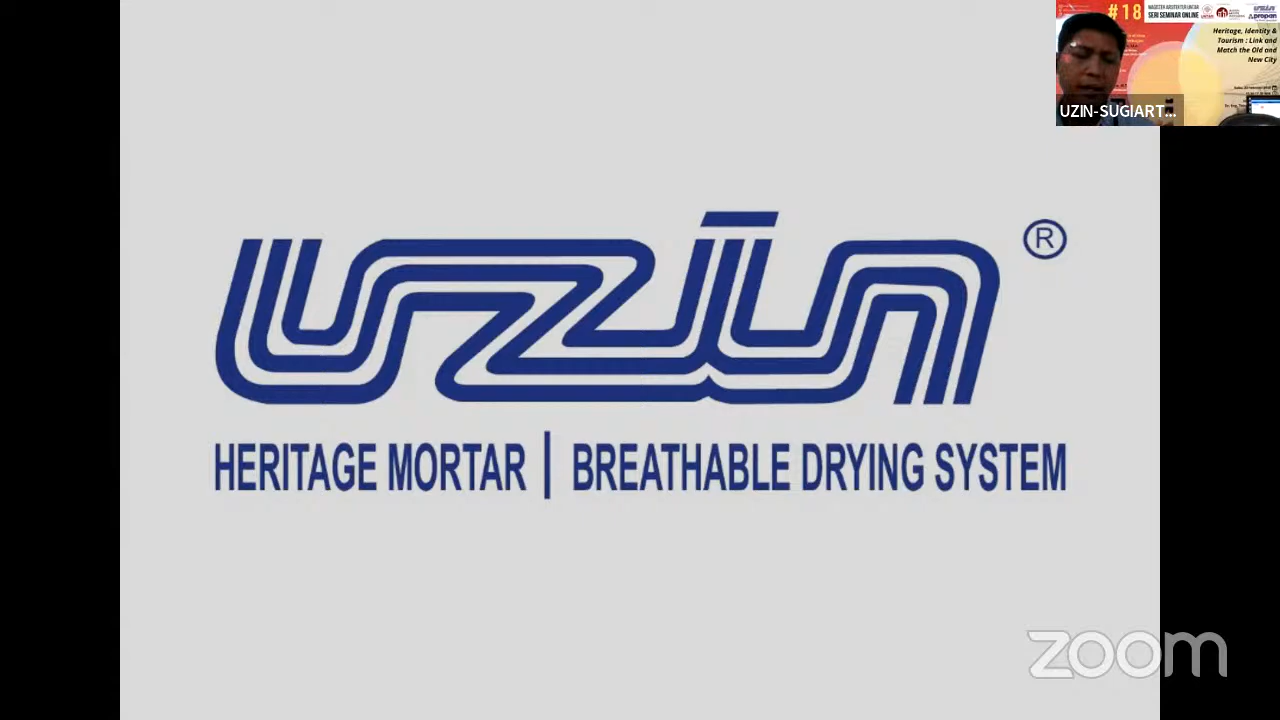 #18
SERI SEMINAR ONLINE
propan
Heritage, Identity &
Tourism : Link and
Match the Old and
New City
UZIN-SUGIART...
uzin ®
HERITAGE MORTAR | BREATHABLE DRYING SYSTEM
zoom